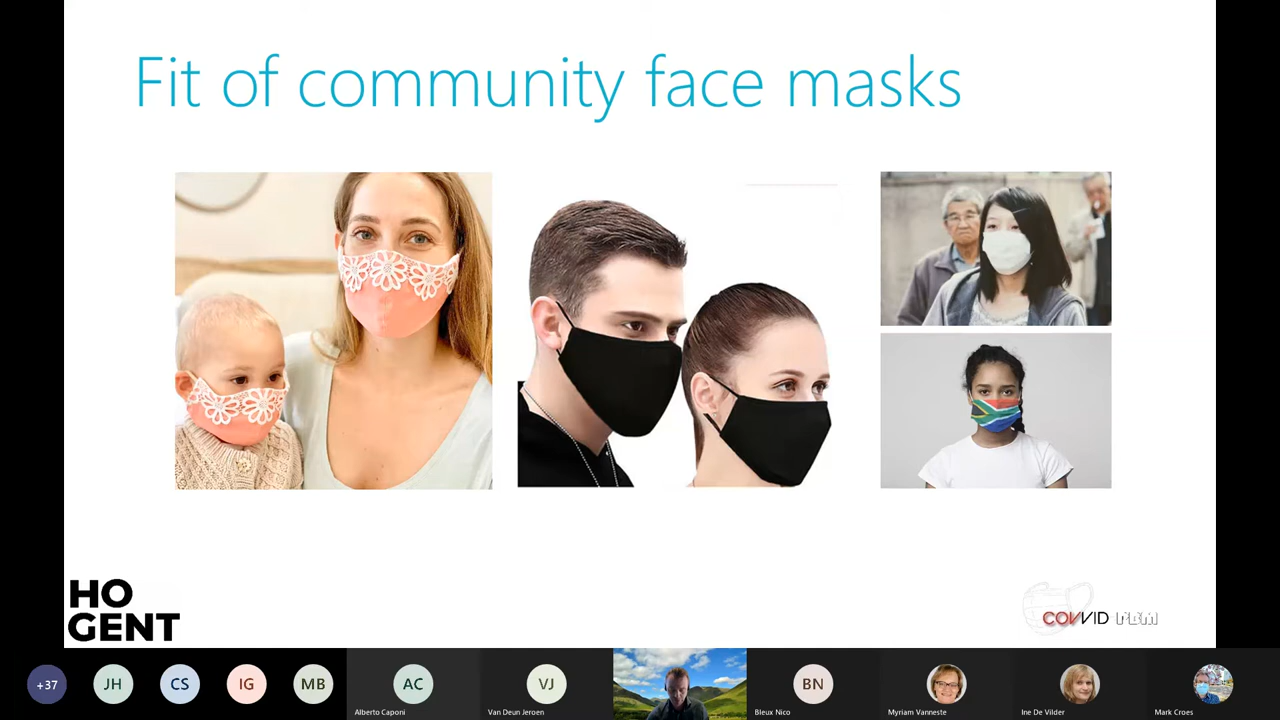 Fit of community face masks
HO
GENT
COVVID PBM
+37
JH
CS
IG
MB
AC
VJ
BN
Alberto Caponi
Van Deun Jeroen
Bleux Nico
Myriam Vanneste
Ine De Vilder
Mark Croes